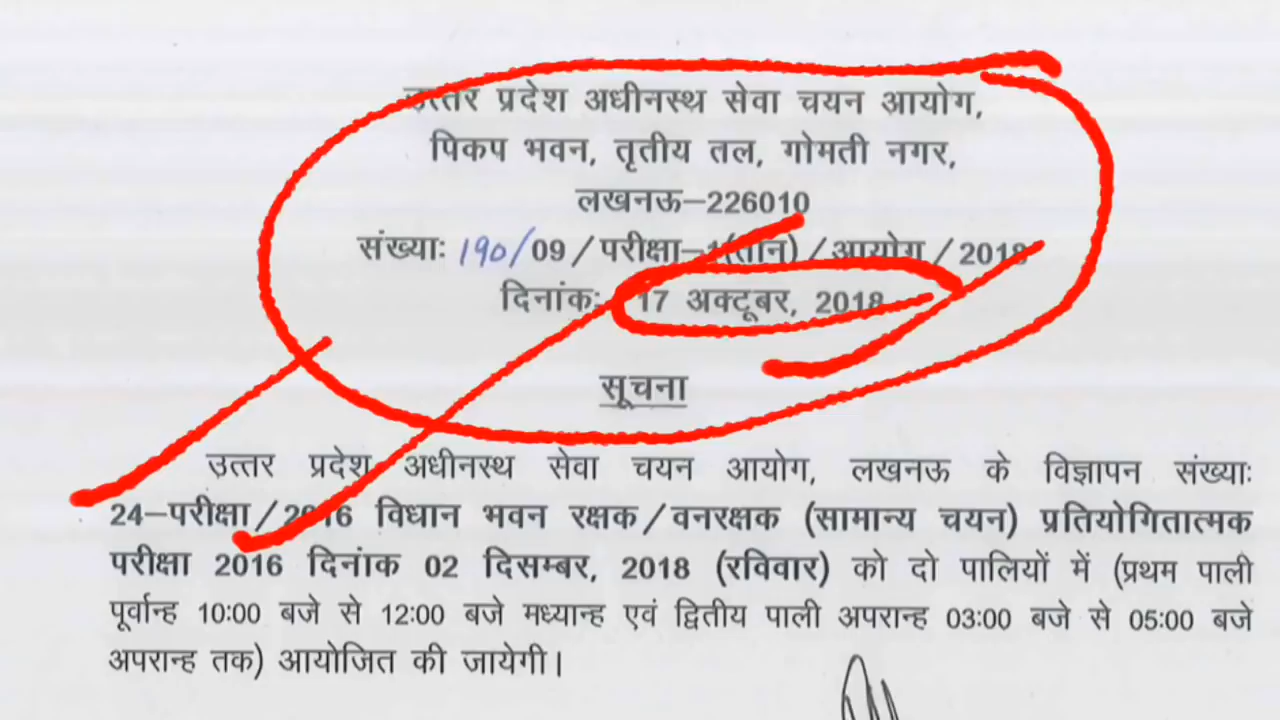 उत्तर प्रदेश अधीनस्थ सेवा चयन आयोग,
पिकप भवन, तृतीय तल, गोमती नगर,
लखनऊ–226010
संख्याः 190/09/परीक्षा–1(तीन)/आयोग/2018
दिनांकः 17 अक्टूबर, 2018
सूचना
उत्तर प्रदेश अधीनस्थ सेवा चयन आयोग, लखनऊ के विज्ञापन संख्याः
24–परीक्षा/2016 विधान भवन रक्षक/वनरक्षक (सामान्य चयन) प्रतियोगितात्मक
परीक्षा 2016 दिनांक 02 दिसम्बर, 2018 (रविवार) को दो पालियों में (प्रथम पाली
पूर्वान्ह 10:00 बजे से 12:00 बजे मध्यान्ह एवं द्वितीय पाली अपरान्ह 03:00 बजे से 05:00 बजे
अपरान्ह तक) आयोजित की जायेगी।